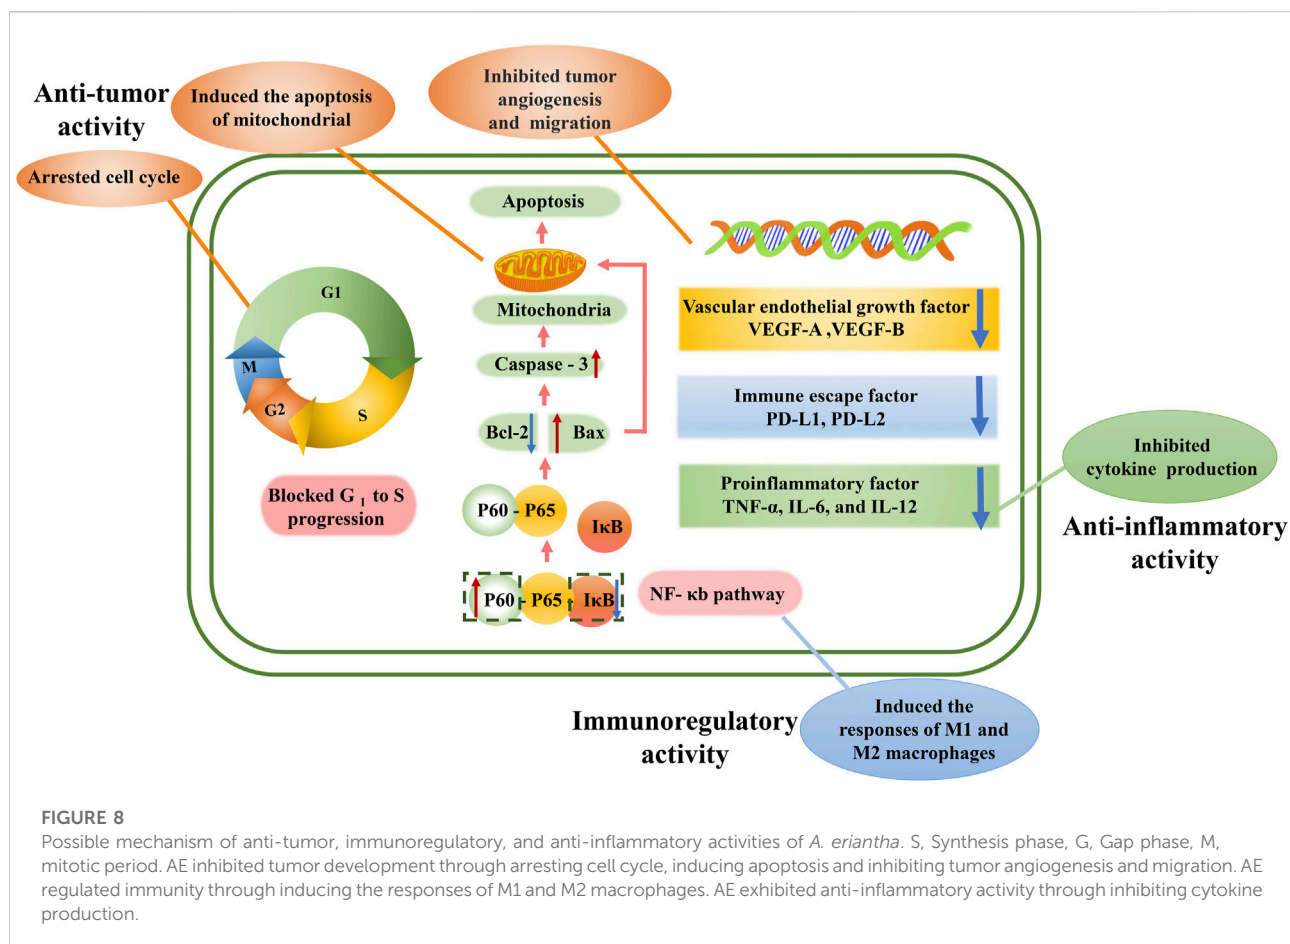 Anti-tumor
activity
Induced the apoptosis
of mitochondrial
Inhibited tumor
angiogenesis
and migration
Arrested cell cycle
Apoptosis
G1
M
G2
S
Mitochondria
Caspase - 3
Bcl-2
Bax
Blocked G 1 to S
progression
P60 - P65
IκB
P60 - P65 - IκB
NF- κb pathway
Vascular endothelial growth factor
VEGF-A ,VEGF-B
Immune escape factor
PD-L1, PD-L2
Proinflammatory factor
TNF-α, IL-6, and IL-12
Inhibited
cytokine production
Anti-inflammatory
activity
Immunoregulatory
activity
Induced the
responses of M1 and
M2 macrophages
FIGURE 8
Possible mechanism of anti-tumor, immunoregulatory, and anti-inflammatory activities of A. eriantha. S, Synthesis phase, G, Gap phase, M,
mitotic period. AE inhibited tumor development through arresting cell cycle, inducing apoptosis and inhibiting tumor angiogenesis and migration. AE
regulated immunity through inducing the responses of M1 and M2 macrophages. AE exhibited anti-inflammatory activity through inhibiting cytokine
production.